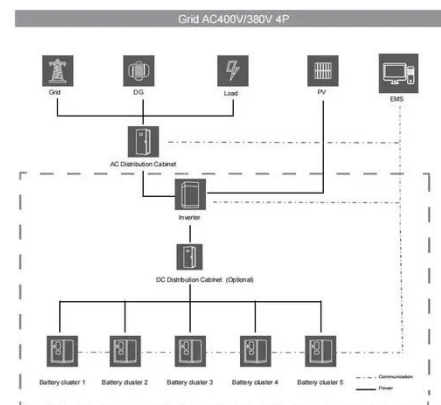 Grid AC400V/380V 4P
Grid
DG
Load
PV
EMS
AC Distribution Cabinet
Inverter
DC Distribution Cabinet (Optional)
Battery cluster 1
Battery cluster 2
Battery cluster 3
Battery cluster 4
Battery cluster 5
Communication
Power